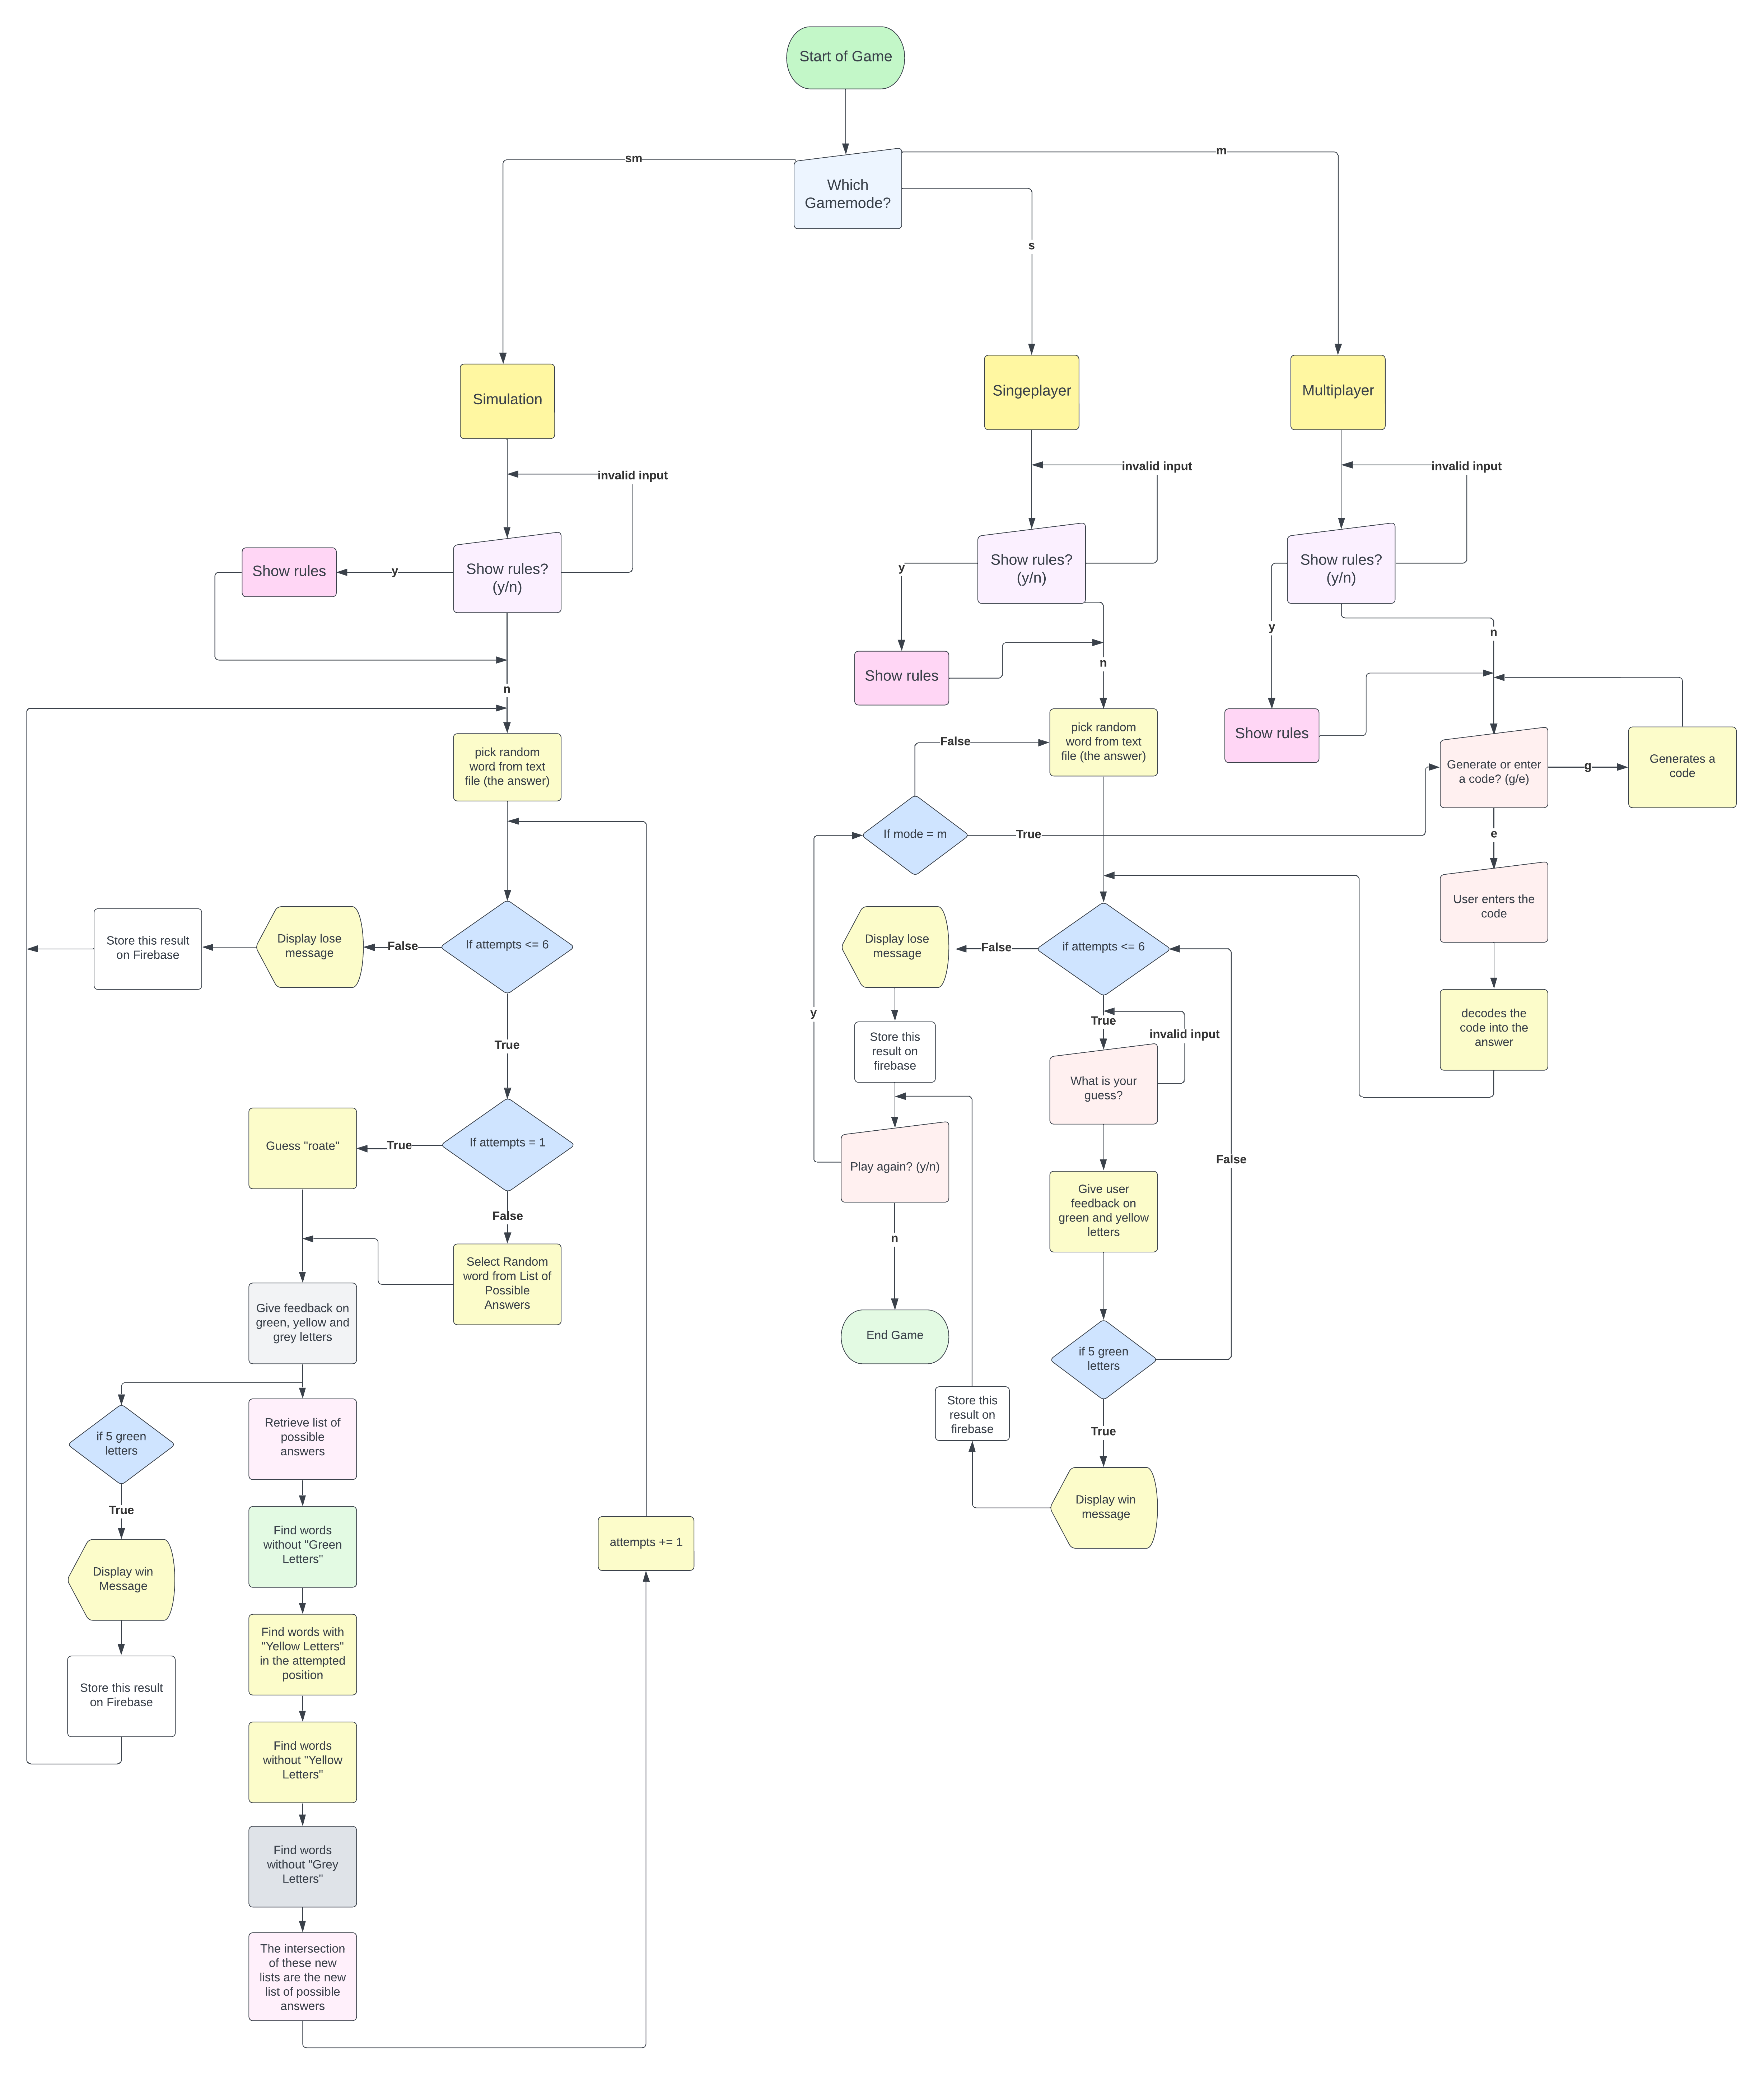 Start of Game
sm
m
Which
Gamemode?
s
Simulation
Singeplayer
Multiplayer
invalid input
invalid input
invalid input
Show rules
y
Show rules?
(y/n)
y
Show rules?
(y/n)
Show rules?
(y/n)
y
n
n
Show rules
n
Show rules
pick random
word from text
file (the answer)
False
pick random
word from text
file (the answer)
Generate or enter
a code? (g/e)
g
Generates a
code
If mode = m
True
e
Store this result
on Firebase
Display lose
message
False
If attempts <= 6
Display lose
message
False
if attempts <= 6
User enters the
code
y
True
True
invalid input
Store this
result on
firebase
decodes the
code into the
answer
What is your
guess?
Guess "roate"
True
If attempts = 1
Play again? (y/n)
False
False
Give user
feedback on
green and yellow
letters
n
Select Random
word from List of
Possible
Answers
Give feedback on
green, yellow and
grey letters
End Game
if 5 green
letters
if 5 green
letters
Retrieve list of
possible
answers
Store this
result on
firebase
True
True
Find words
without "Green
Letters"
attempts += 1
Display win
message
Display win
Message
Find words with
"Yellow Letters"
in the attempted
position
Store this result
on Firebase
Find words
without "Yellow
Letters"
Find words
without "Grey
Letters"
The intersection
of these new
lists are the new
list of possible
answers